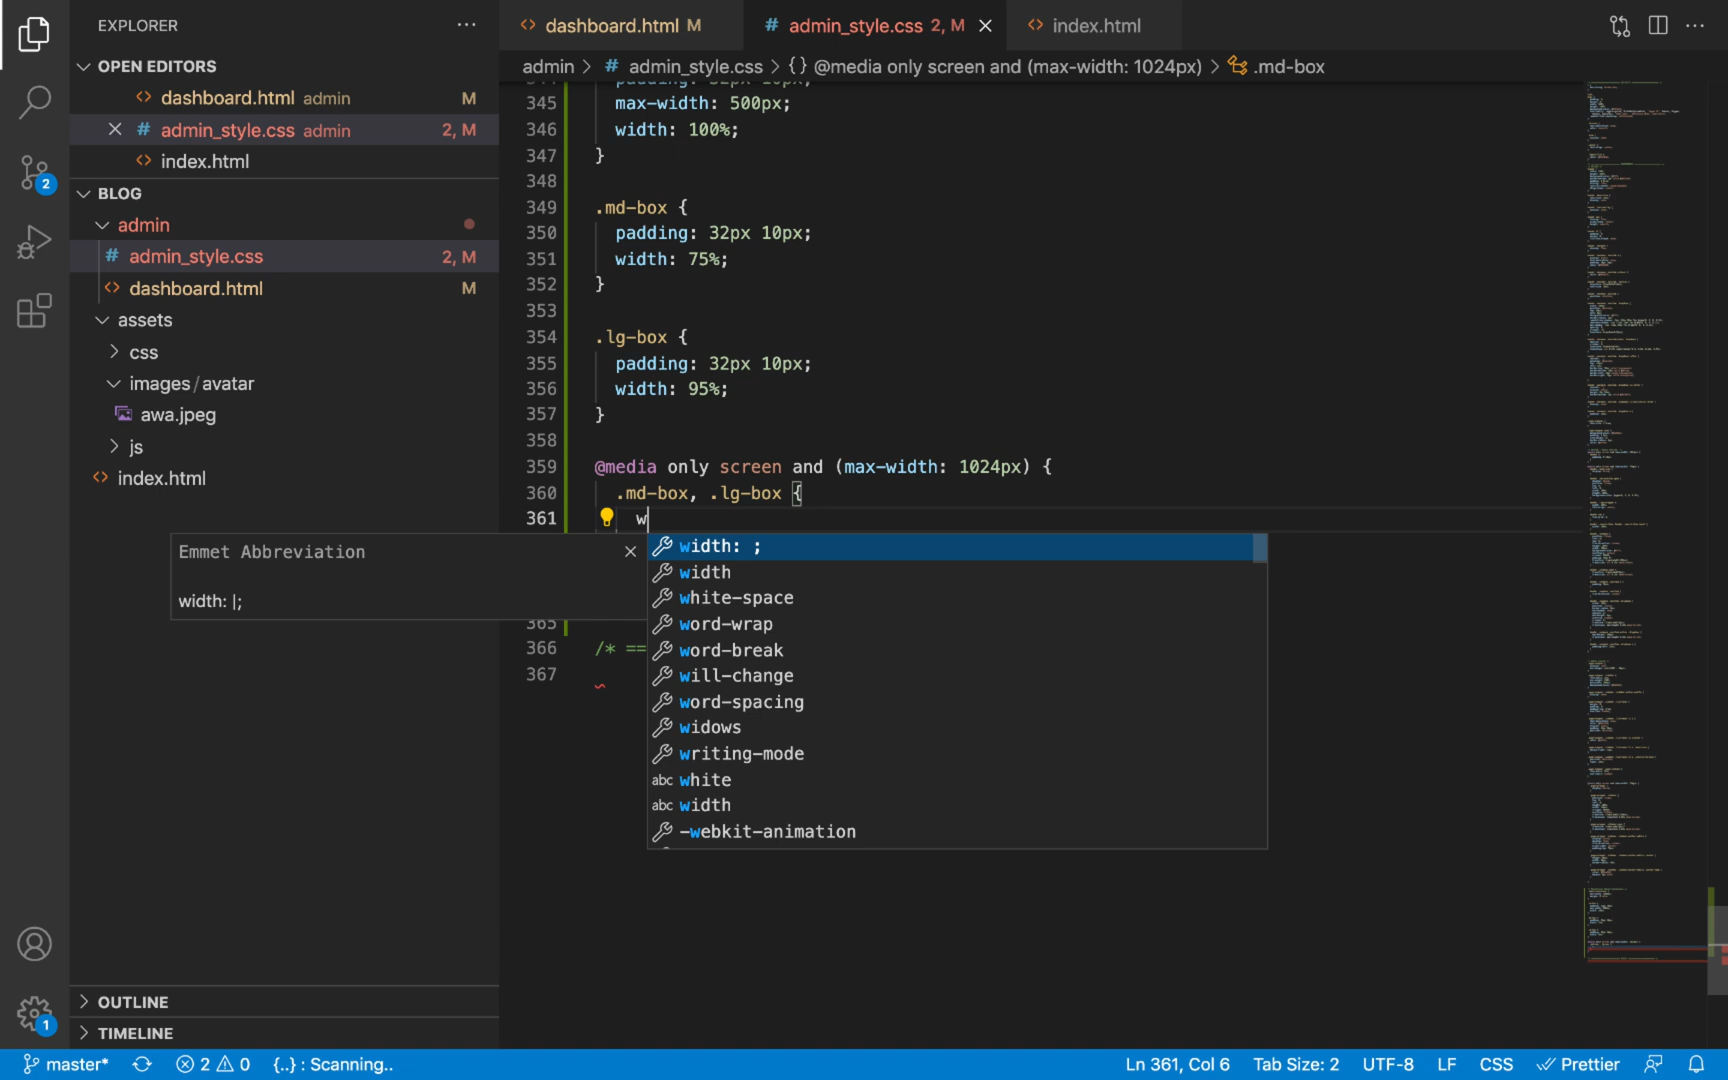 EXPLORER
dashboard.html M
# admin_style.css 2, M
index.html
OPEN EDITORS
dashboard.html admin M
# admin_style.css admin 2, M
index.html
2
BLOG
admin
# admin_style.css 2, M
dashboard.html M
assets
css
images/avatar
awa.jpeg
js
index.html
OUTLINE
TIMELINE
1
admin > # admin_style.css > {} @media only screen and (max-width: 1024px) > .md-box
345 max-width: 500px;
346 width: 100%;
347 }
348
349 .md-box {
350 padding: 32px 10px;
351 width: 75%;
352 }
353
354 .lg-box {
355 padding: 32px 10px;
356 width: 95%;
357 }
358
359 @media only screen and (max-width: 1024px) {
360 .md-box, .lg-box {
361 w
Emmet Abbreviation
width: |;
width: ;
width
white-space
word-wrap
word-break
will-change
word-spacing
widows
writing-mode
abc white
abc width
-webkit-animation
365
366 /* ==
367
master* 2 0 {..} : Scanning.. Ln 361, Col 6 Tab Size: 2 UTF-8 LF CSS Prettier